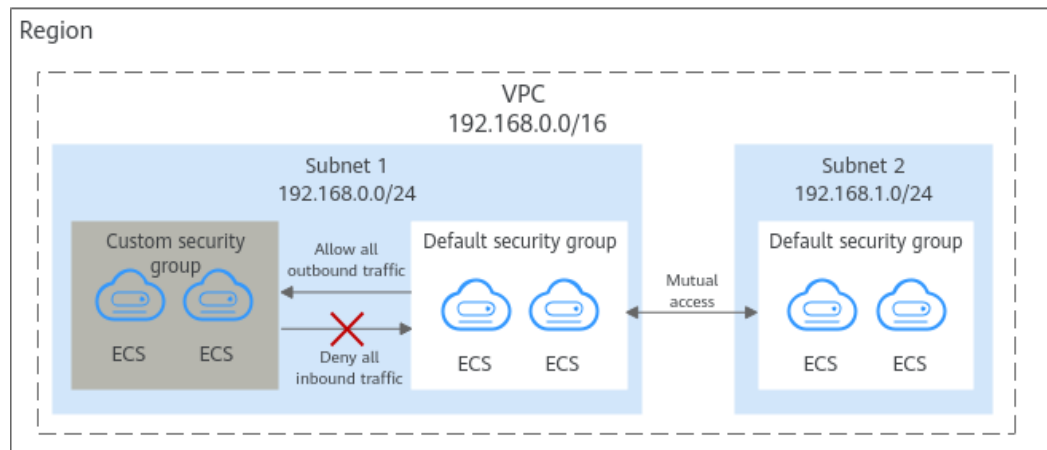 Region
VPC
192.168.0.0/16
Subnet 1
192.168.0.0/24
Custom security
group
ECS
ECS
Allow all
outbound traffic
Deny all
inbound traffic
Default security group
ECS
ECS
Mutual
access
Subnet 2
192.168.1.0/24
Default security group
ECS
ECS